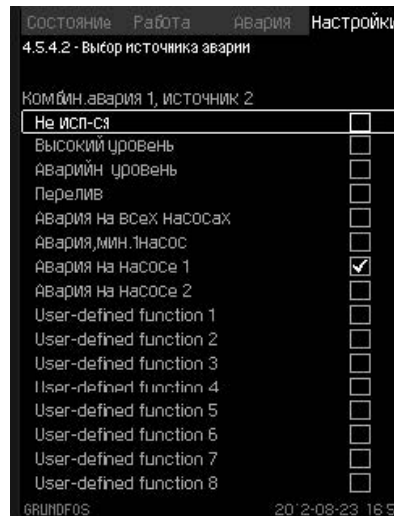 Состояние Работа Авария Настройки
4.5.4.2 - Выбор источника аварии
Комбин.авария 1, источник 2
Не исп-ся
Высокий уровень
Аварийн уровень
Перелив
Авария на всех насосах
Авария,мин.1насос
Авария на насосе 1
Авария на насосе 2
User-defined function 1
User-defined function 2
User-defined function 3
User-defined function 4
User-defined function 5
User-defined function 6
User-defined function 7
User-defined function 8
GRUNDFOS 2012-08-23 16:5